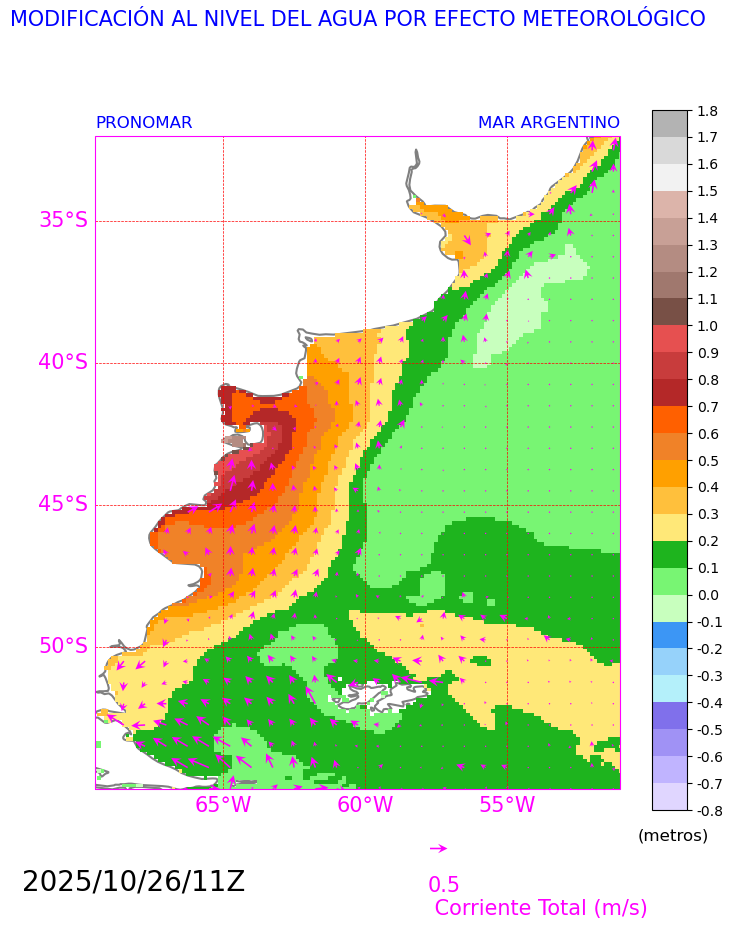 MODIFICACIÓN AL NIVEL DEL AGUA POR EFECTO METEOROLÓGICO
PRONOMAR
MAR ARGENTINO
35°S
40°S
45°S
50°S
65°W
60°W
55°W
1.8
1.7
1.6
1.5
1.4
1.3
1.2
1.1
1.0
0.9
0.8
0.7
0.6
0.5
0.4
0.3
0.2
0.1
0.0
-0.1
-0.2
-0.3
-0.4
-0.5
-0.6
-0.7
-0.8
(metros)
2025/10/26/11Z
0.5
Corriente Total (m/s)